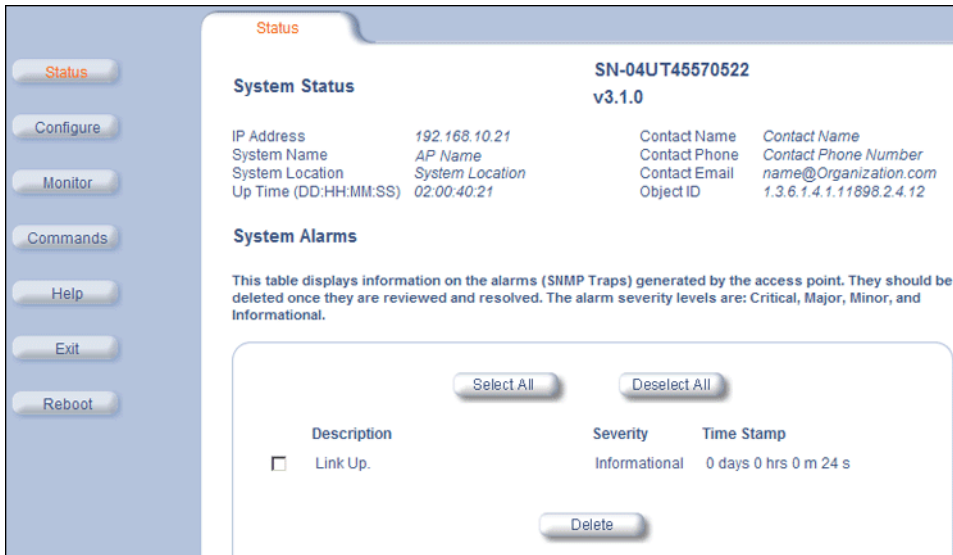 Status
Status
Configure
Monitor
Commands
Help
Exit
Reboot
System Status
SN-04UT45570522
v3.1.0
IP Address 192.168.10.21 Contact Name Contact Name
System Name AP Name Contact Phone Contact Phone Number
System Location System Location Contact Email name@Organization.com
Up Time (DD:HH:MM:SS) 02:00:40:21 Object ID 1.3.6.1.4.1.11898.2.4.12
System Alarms
This table displays information on the alarms (SNMP Traps) generated by the access point. They should be
deleted once they are reviewed and resolved. The alarm severity levels are: Critical, Major, Minor, and
Informational.
Select All Deselect All
Description Severity Time Stamp
Link Up. Informational 0 days 0 hrs 0 m 24 s
Delete